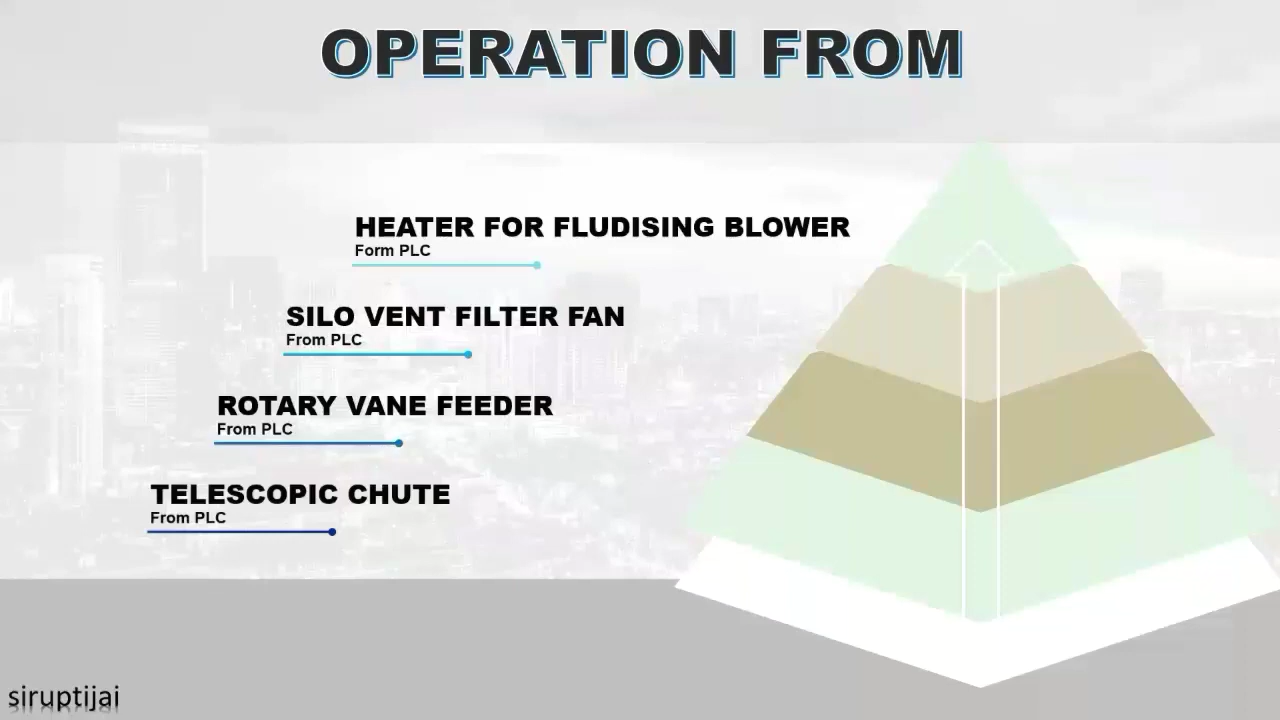 OPERATION FROM
HEATER FOR FLUDISING BLOWER
Form PLC
SILO VENT FILTER FAN
From PLC
ROTARY VANE FEEDER
From PLC
TELESCOPIC CHUTE
From PLC
siruptijai